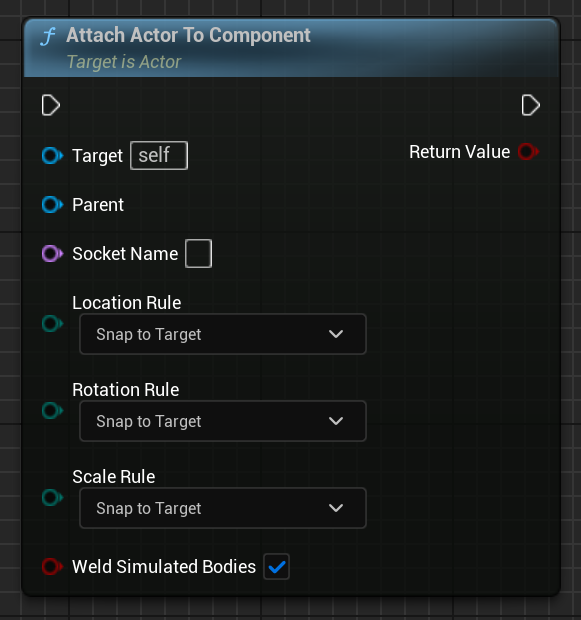 f Attach Actor To Component
Target is Actor
Target self
Return Value
Parent
Socket Name
Location Rule
Snap to Target
Rotation Rule
Snap to Target
Scale Rule
Snap to Target
Weld Simulated Bodies